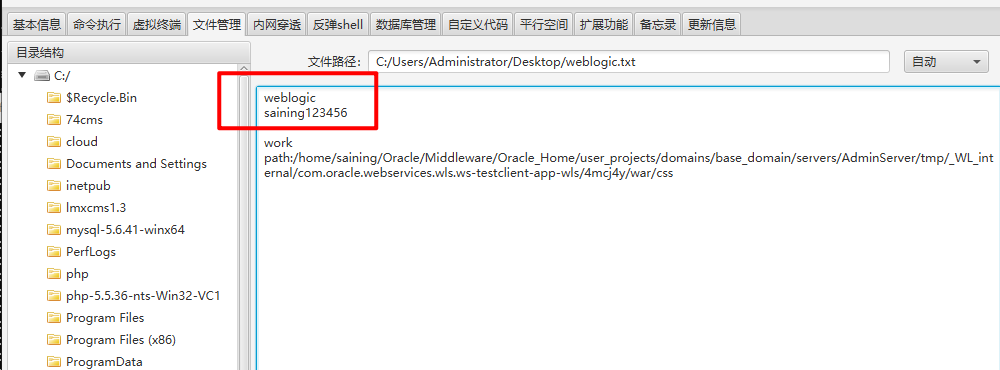 基本信息 命令执行 虚拟终端 文件管理 内网穿透 反弹shell 数据库管理 自定义代码 平行空间 扩展功能 备忘录 更新信息
目录结构
文件路径: C:/Users/Administrator/Desktop/weblogic.txt 自动
C:/
$Recycle.Bin
74cms
cloud
Documents and Settings
inetpub
lmxcms1.3
mysql-5.6.41-winx64
PerfLogs
php
php-5.5.36-nts-Win32-VC1
Program Files
Program Files (x86)
ProgramData
weblogic
saining123456
work
path:/home/saining/Oracle/Middleware/Oracle_Home/user_projects/domains/base_domain/servers/AdminServer/tmp/_WL_int
ernal/com.oracle.webservices.wls.ws-testclient-app-wls/4mcj4y/war/css